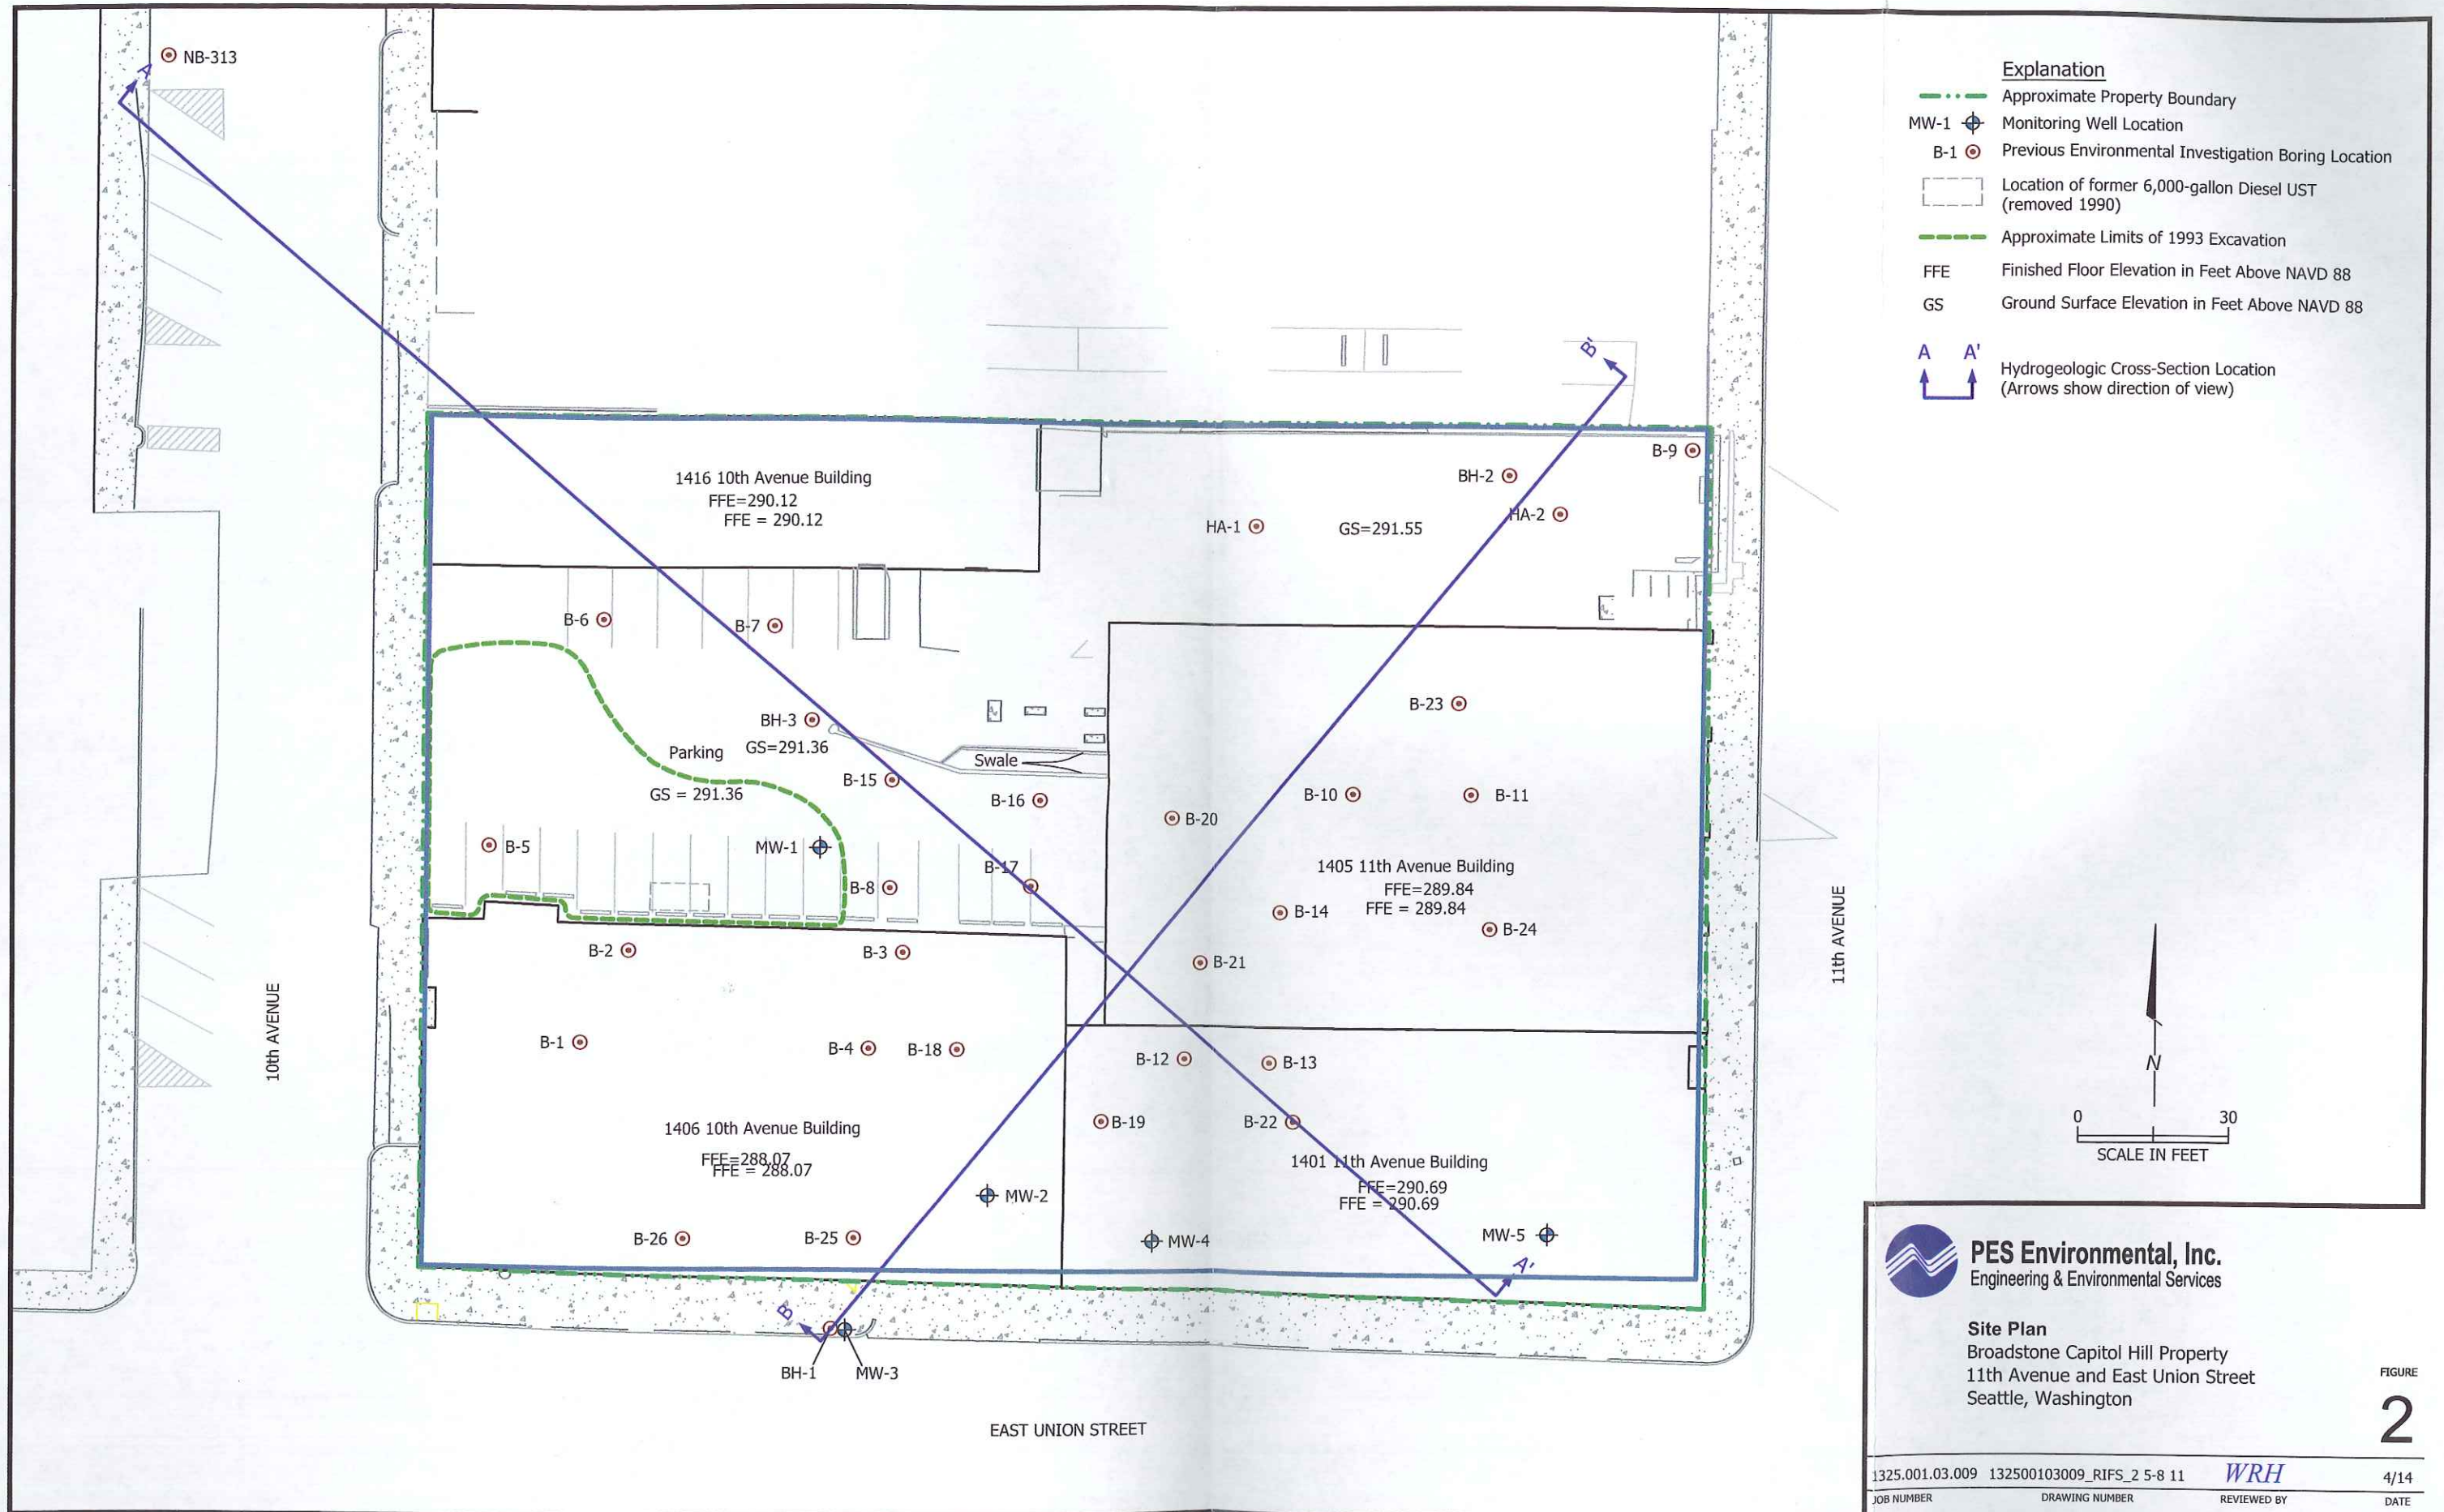 NB-313
A
Explanation
Approximate Property Boundary
MW-1 Monitoring Well Location
B-1 Previous Environmental Investigation Boring Location
Location of former 6,000-gallon Diesel UST
(removed 1990)
Approximate Limits of 1993 Excavation
FFE Finished Floor Elevation in Feet Above NAVD 88
GS Ground Surface Elevation in Feet Above NAVD 88
A A'
Hydrogeologic Cross-Section Location
(Arrows show direction of view)
B'
1416 10th Avenue Building
FFE=290.12
FFE = 290.12
B-9
BH-2
HA-1
GS=291.55
HA-2
B-6
B-7
BH-3
Parking
GS=291.36
GS = 291.36
Swale
B-15
B-16
B-23
B-10
B-11
B-20
B-5
MW-1
B-8
B-17
1405 11th Avenue Building
FFE=289.84
FFE = 289.84
B-14
B-24
B-21
B-2
B-3
B-1
B-4
B-18
B-12
B-13
B-19
B-22
1406 10th Avenue Building
FFE=288.07
FFE = 288.07
1401 11th Avenue Building
FFE=290.69
FFE = 290.69
MW-2
B-26
B-25
MW-4
MW-5
A'
B
BH-1
MW-3
10th AVENUE
11th AVENUE
EAST UNION STREET
N
0 30
SCALE IN FEET
PES Environmental, Inc.
Engineering & Environmental Services
Site Plan
Broadstone Capitol Hill Property
11th Avenue and East Union Street
Seattle, Washington
FIGURE
2
1325.001.03.009 132500103009_RIFS_2 5-8 11 WRH 4/14
JOB NUMBER DRAWING NUMBER REVIEWED BY DATE